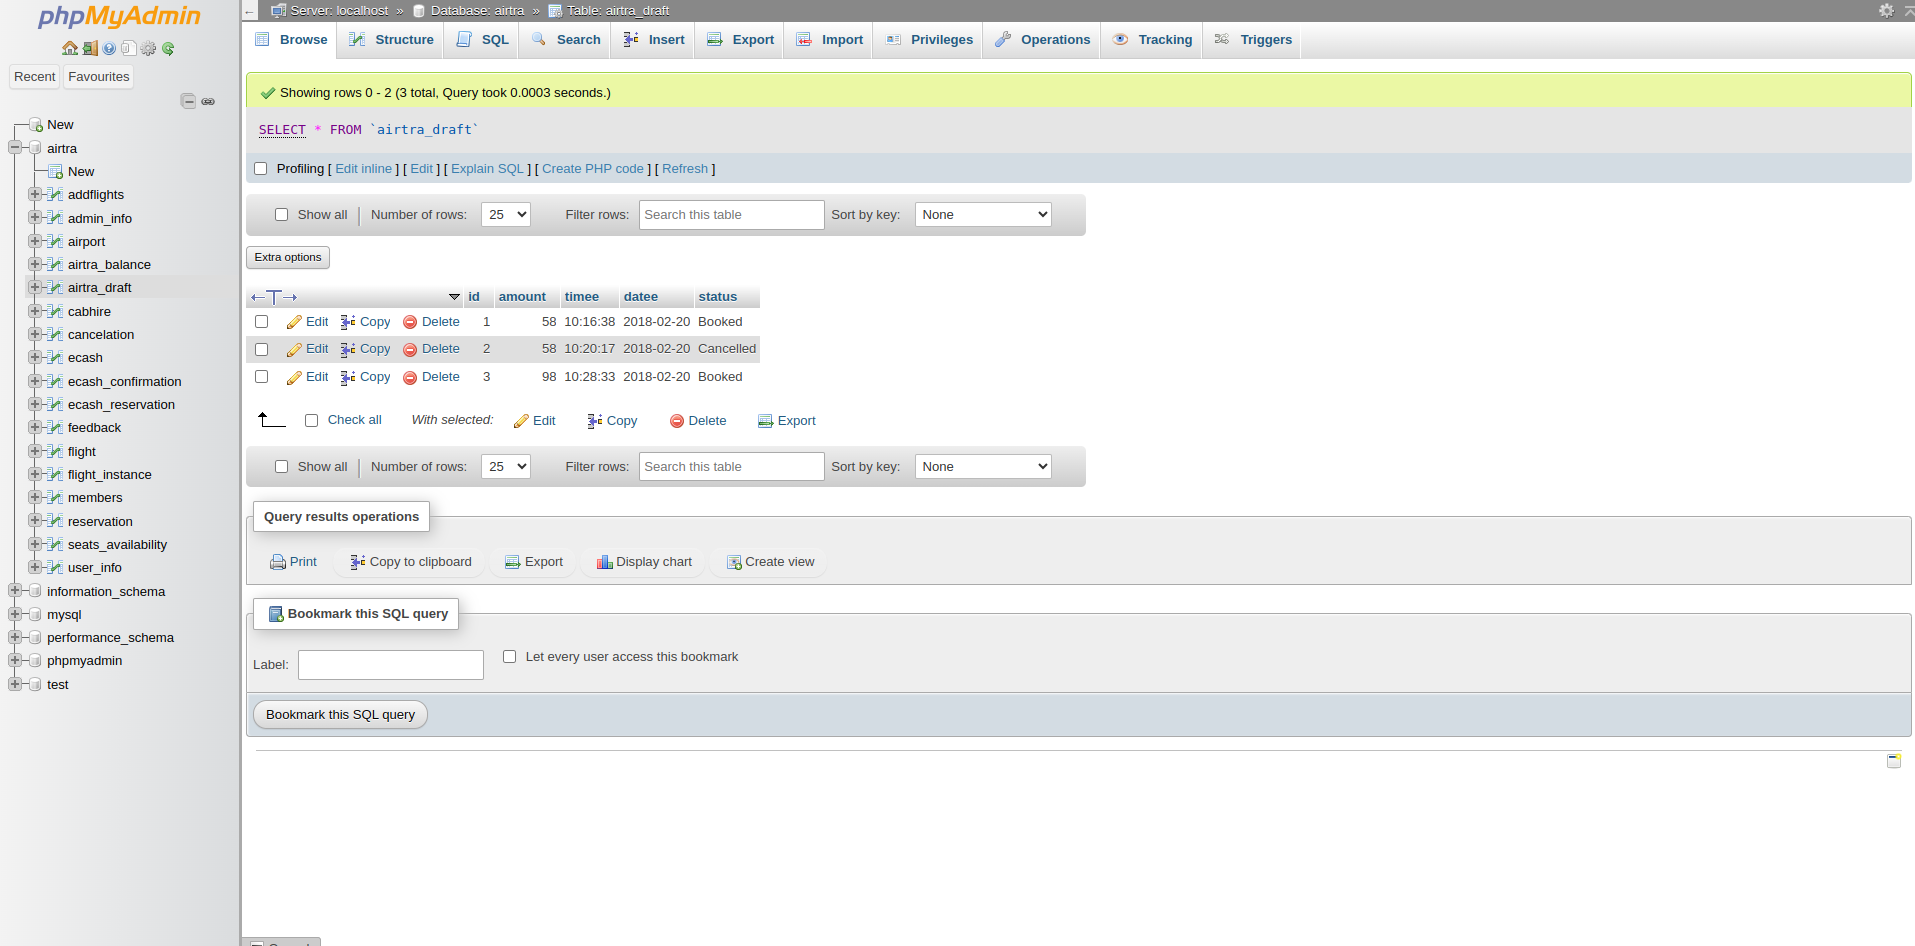 phpMyAdmin
Recent Favourites
New
airtra
New
addflights
admin_info
airport
airtra_balance
airtra_draft
cabhire
cancelation
ecash
ecash_confirmation
ecash_reservation
feedback
flight
flight_instance
members
reservation
seats_availability
user_info
information_schema
mysql
performance_schema
phpmyadmin
test
Server: localhost » Database: airtra » Table: airtra_draft
Browse Structure SQL Search Insert Export Import Privileges Operations Tracking Triggers
Showing rows 0 - 2 (3 total, Query took 0.0003 seconds.)
SELECT * FROM `airtra_draft`
Profiling [ Edit inline ] [ Edit ] [ Explain SQL ] [ Create PHP code ] [ Refresh ]
Show all Number of rows: 25 Filter rows: Search this table Sort by key: None
Extra options
←T→ id amount timee datee status
Edit Copy Delete 1 58 10:16:38 2018-02-20 Booked
Edit Copy Delete 2 58 10:20:17 2018-02-20 Cancelled
Edit Copy Delete 3 98 10:28:33 2018-02-20 Booked
Check all With selected: Edit Copy Delete Export
Show all Number of rows: 25 Filter rows: Search this table Sort by key: None
Query results operations
Print Copy to clipboard Export Display chart Create view
Bookmark this SQL query
Label: Let every user access this bookmark
Bookmark this SQL query